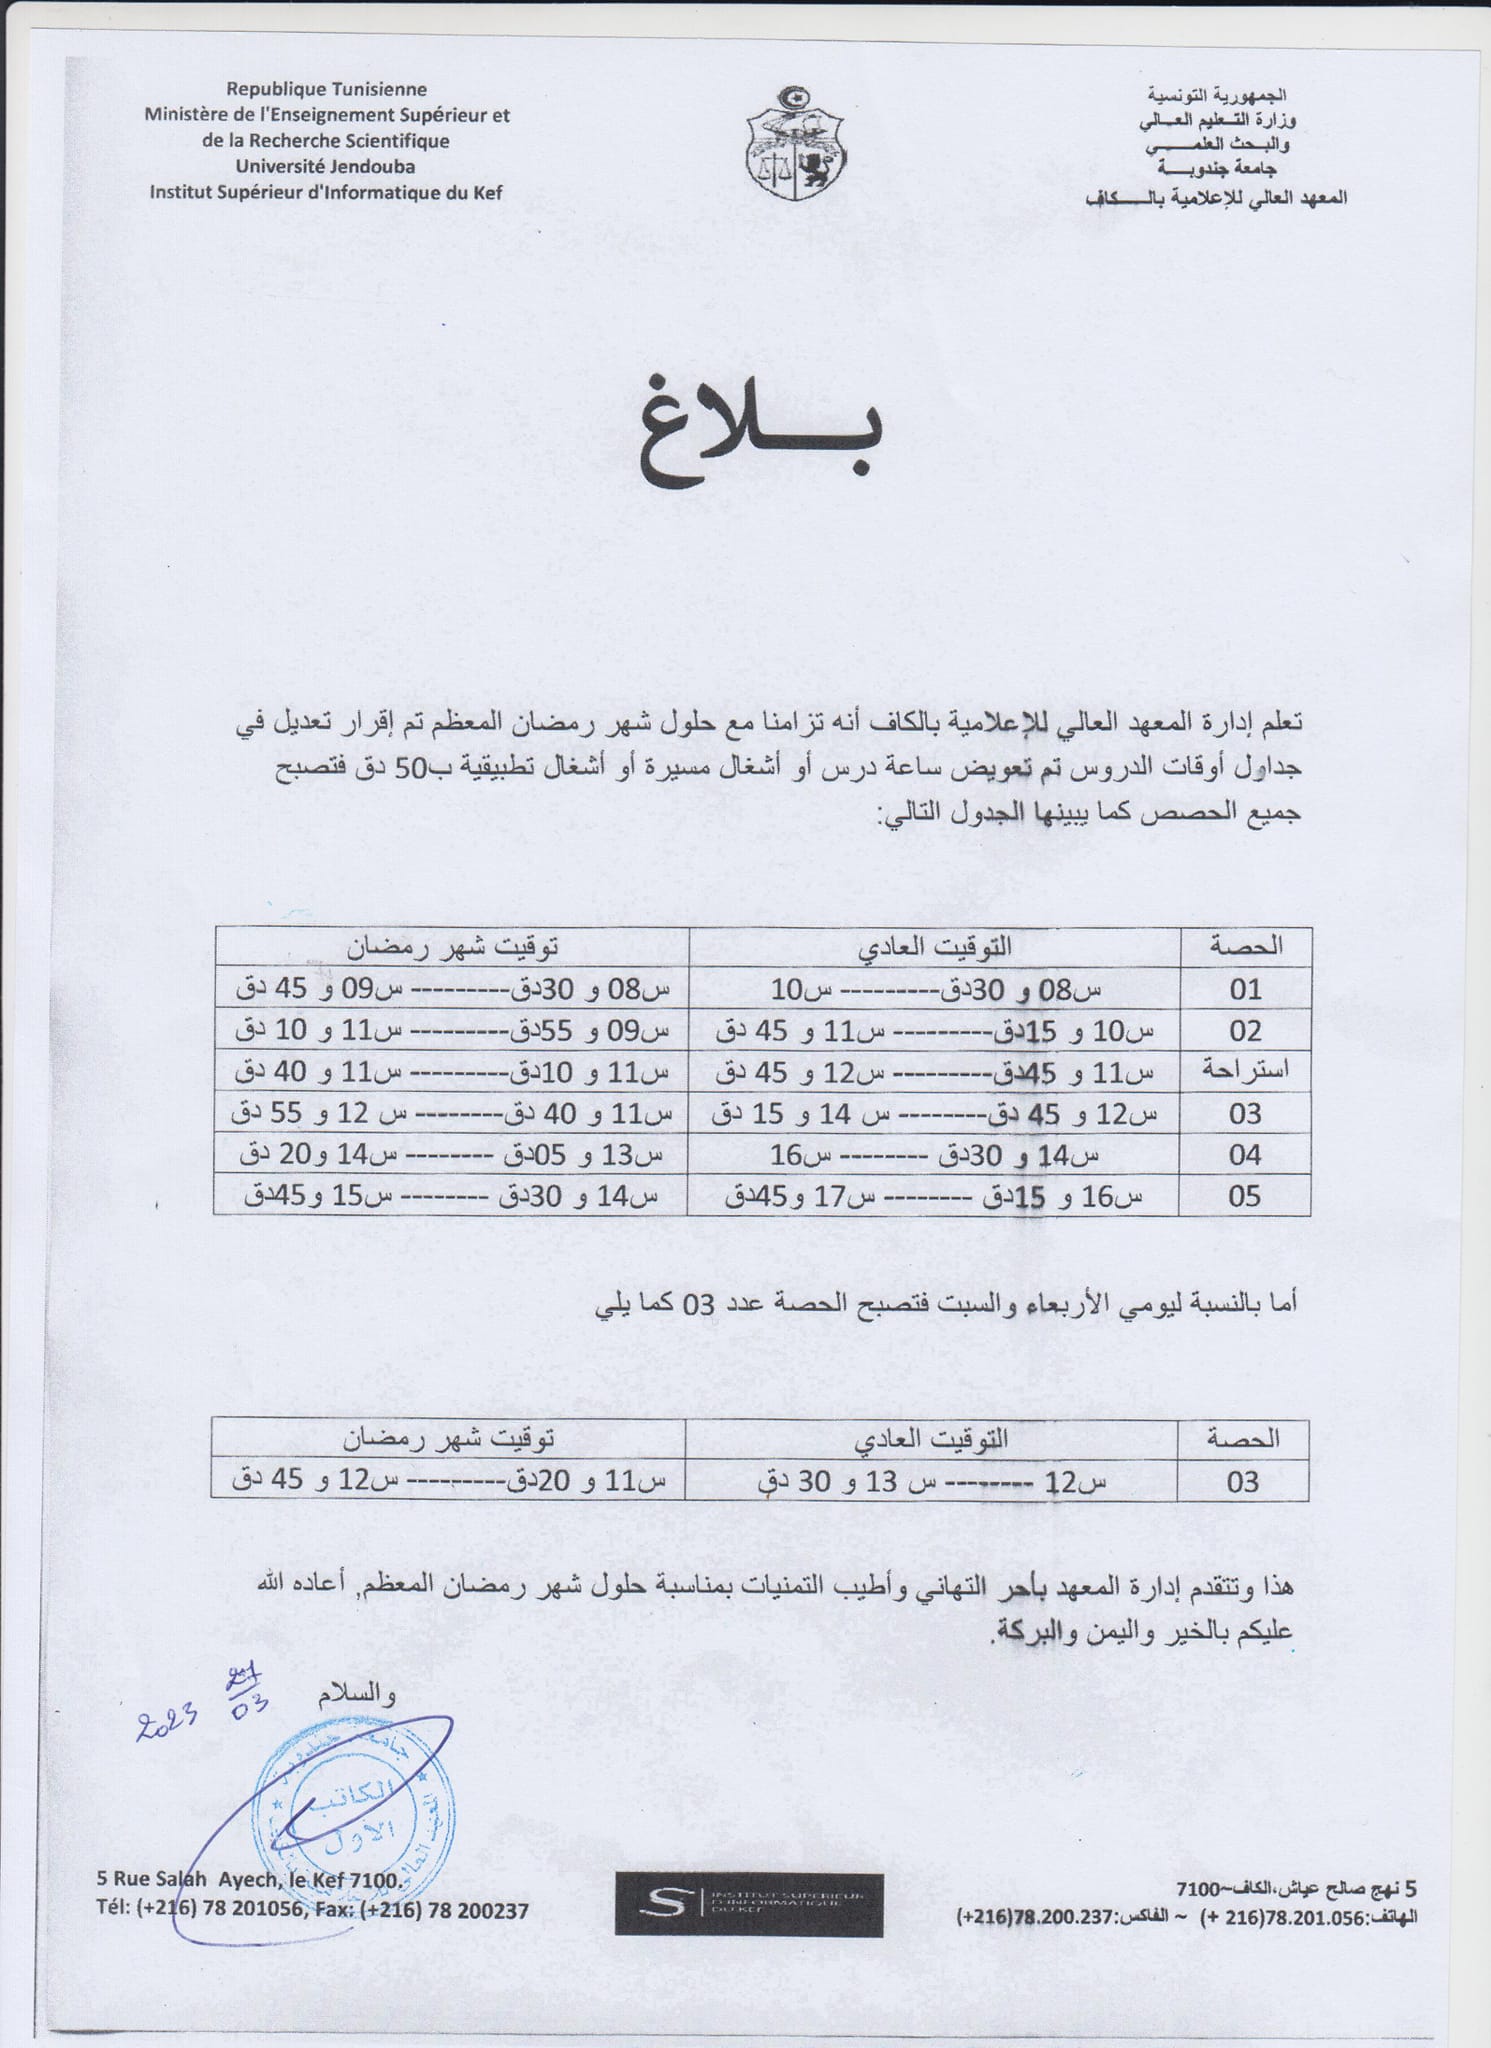 Republique Tunisienne
Ministère de l'Enseignement Supérieur et
de la Recherche Scientifique
Université Jendouba
Institut Supérieur d'Informatique du Kef
الجمهورية التونسية
وزارة التعليم العالي
والبحث العلمي
جامعة جندوبة
المعهد العالي للإعلامية بالكاف
بلاغ
تعلم إدارة المعهد العالي للإعلامية بالكاف أنه تزامنا مع حلول شهر رمضان المعظم تم إقرار تعديل في
جداول أوقات الدروس تم تعويض ساعة درس أو أشغال مسيرة أو أشغال تطبيقية ب50 دق فتصبح
جميع الحصص كما يبينها الجدول التالي:
الحصة التوقيت العادي توقيت شهر رمضان
01 س08 و 30دق--------- س10 س08 و 30دق--------- س09 و 45 دق
02 س10 و 15دق--------- س11 و 45 دق س09 و 55دق--------- س11 و 10 دق
استراحة س11 و 45دق--------- س12 و 45 دق س11 و 10دق--------- س11 و 40 دق
03 س12 و 45 دق-------- س 14 و 15 دق س11 و 40 دق-------- س 12 و 55 دق
04 س14 و 30دق -------- س16 س13 و 05دق -------- س14 و20 دق
05 س16 و 15دق -------- س17 و45دق س14 و 30دق -------- س15 و45دق
أما بالنسبة ليومي الأربعاء والسبت فتصبح الحصة عدد 03 كما يلي
الحصة التوقيت العادي توقيت شهر رمضان
03 س12 -------- س 13 و 30 دق س11 و 20دق--------- س12 و 45 دق
هذا وتتقدم إدارة المعهد بأحر التهاني وأطيب التمنيات بمناسبة حلول شهر رمضان المعظم, أعاده الله
عليكم بالخير واليمن والبركة.
والسلام
03 2023
جامعة جندوبة
الكاتب
الأول
5 Rue Salah Ayech, le Kef 7100.
Tél: (+216) 78 201056, Fax: (+216) 78 200237
INSTITUT SUPERIEUR
D'INFORMATIQUE
DU KEF
5 نهج صالح عياش،الكاف~7100
الهاتف:78.201.056(216 +) ~ الفاكس:78.200.237(216+)